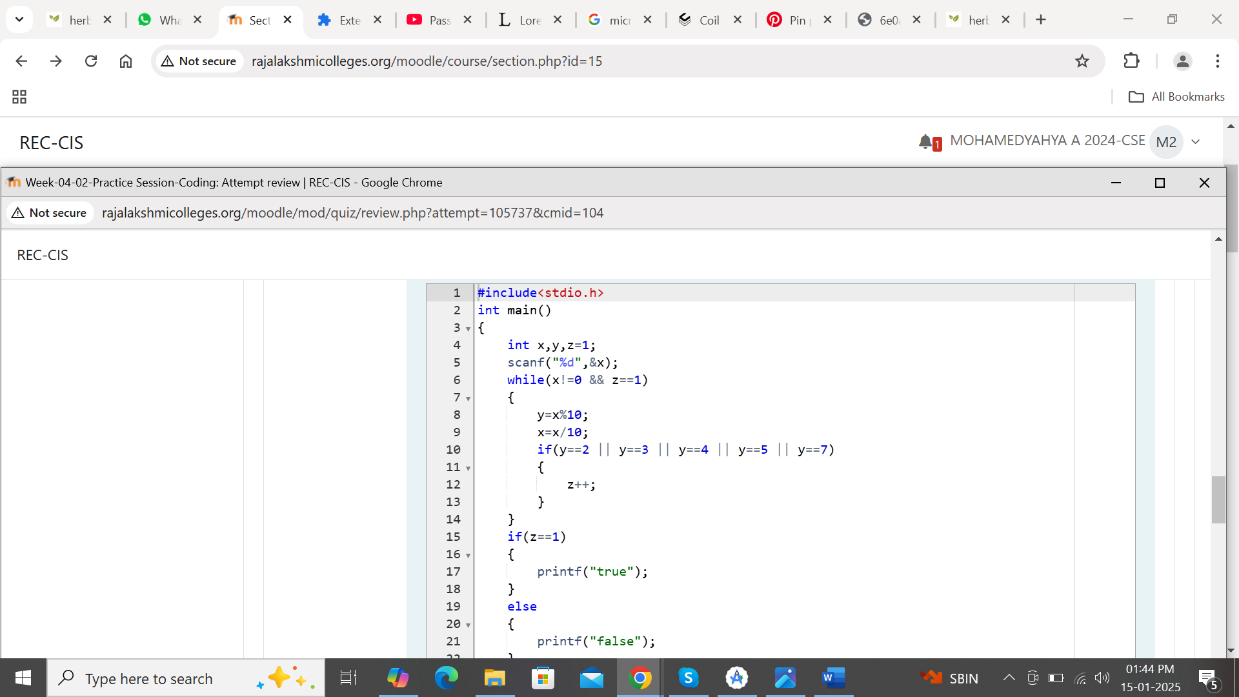 herl
Wha
Sect
Exte
Pass
Lore
micr
Coil
Pin
6e0
herl
Not secure
rajalakshmicolleges.org/moodle/course/section.php?id=15
All Bookmarks
REC-CIS
1
MOHAMEDYAHYA A 2024-CSE
M2
Week-04-02-Practice Session-Coding: Attempt review | REC-CIS - Google Chrome
Not secure
rajalakshmicolleges.org/moodle/mod/quiz/review.php?attempt=105737&cmid=104
REC-CIS
1 #include<stdio.h>
2 int main()
3 {
4 int x,y,z=1;
5 scanf("%d",&x);
6 while(x!=0 && z==1)
7 {
8 y=x%10;
9 x=x/10;
10 if(y==2 || y==3 || y==4 || y==5 || y==7)
11 {
12 z++;
13 }
14 }
15 if(z==1)
16 {
17 printf("true");
18 }
19 else
20 {
21 printf("false");
22 }
Type here to search
SBIN
01:44 PM
15-01-2025
5